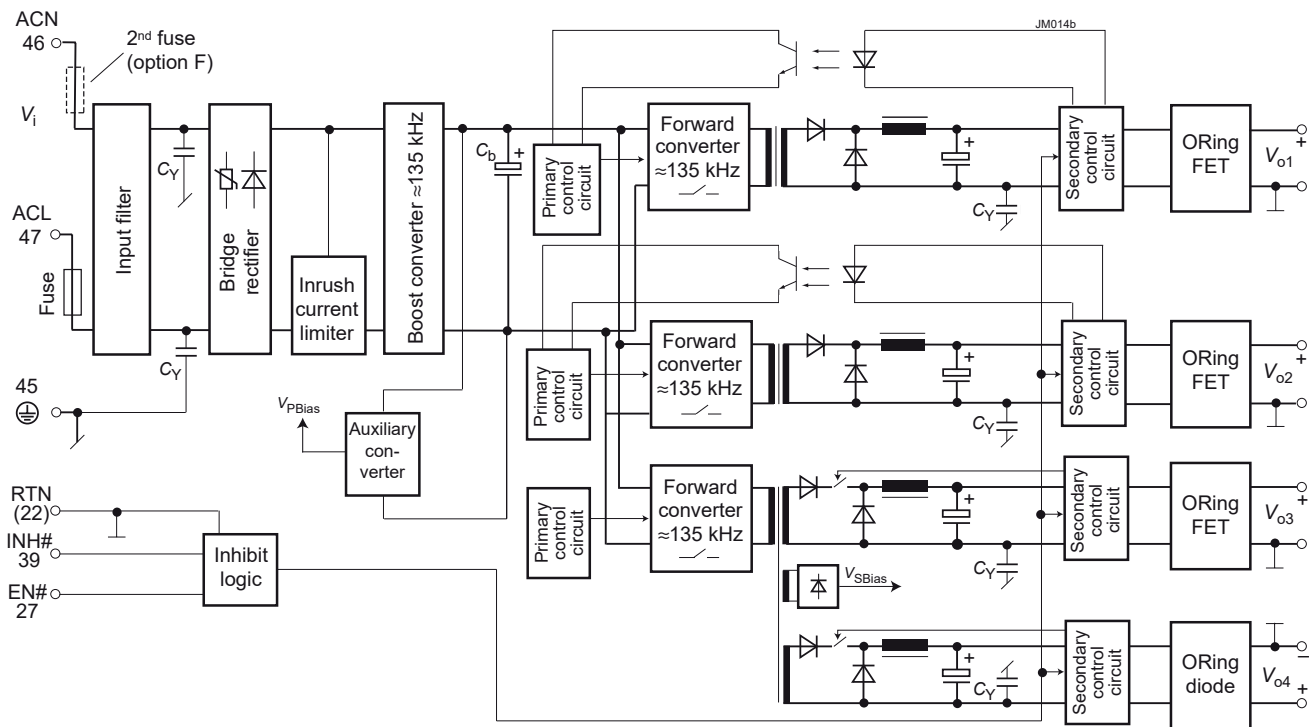 ACN
46
2nd fuse
(option F)
Vi
ACL
47
Fuse
45
Input filter
CY
CY
Bridge
rectifier
Inrush
current
limiter
Boost converter ≈135 kHz
Cb
+
VPBias
Auxiliary
con-
verter
RTN
(22)
INH#
39
EN#
27
Inhibit
logic
JM014b
Primary
control
circuit
Forward
converter
≈135 kHz
+
CY
Secondary
control
circuit
ORing
FET
+
Vo1
Primary
control
circuit
Forward
converter
≈135 kHz
+
CY
Secondary
control
circuit
ORing
FET
+
Vo2
Primary
control
circuit
Forward
converter
≈135 kHz
+
CY
Secondary
control
circuit
ORing
FET
+
Vo3
VSBias
+
CY
Secondary
control
circuit
ORing
diode
–
Vo4
+